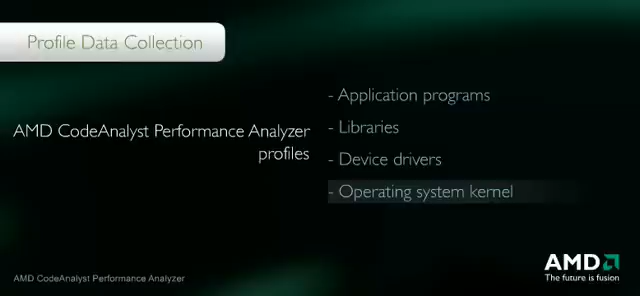 Profile Data Collection
AMD CodeAnalyst Performance Analyzer
profiles
- Application programs
- Libraries
- Device drivers
- Operating system kernel
AMD
The future is fusion
AMD CodeAnalyst Performance Analyzer